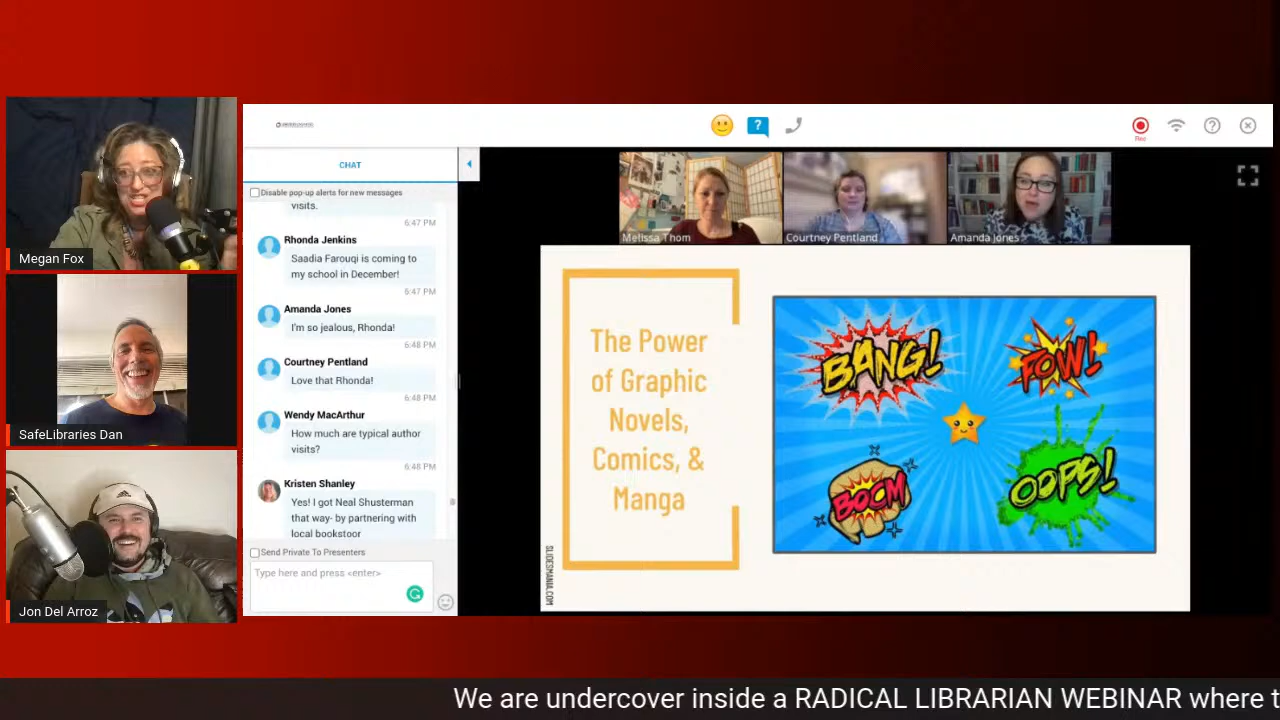 Megan Fox
SafeLibraries Dan
Jon Del Arroz
CHAT
Disable pop-up alerts for new messages
visits.
6:47 PM
Rhonda Jenkins
Saadia Farouqi is coming to
my school in December!
6:47 PM
Amanda Jones
I'm so jealous, Rhonda!
6:48 PM
Courtney Pentland
Love that Rhonda!
6:48 PM
Wendy MacArthur
How much are typical author
visits?
6:48 PM
Kristen Shanley
Yes! I got Neal Shusterman
that way- by partnering with
local bookstoor
Send Private To Presenters
Type here and press <enter>
?
Rec
Melissa Thom
Courtney Pentland
Amanda Jones
The Power
of Graphic
Novels,
Comics, &
Manga
SLIDESMANIA.COM
BANG!
POW!
BOOM
OOPS!
We are undercover inside a RADICAL LIBRARIAN WEBINAR where t